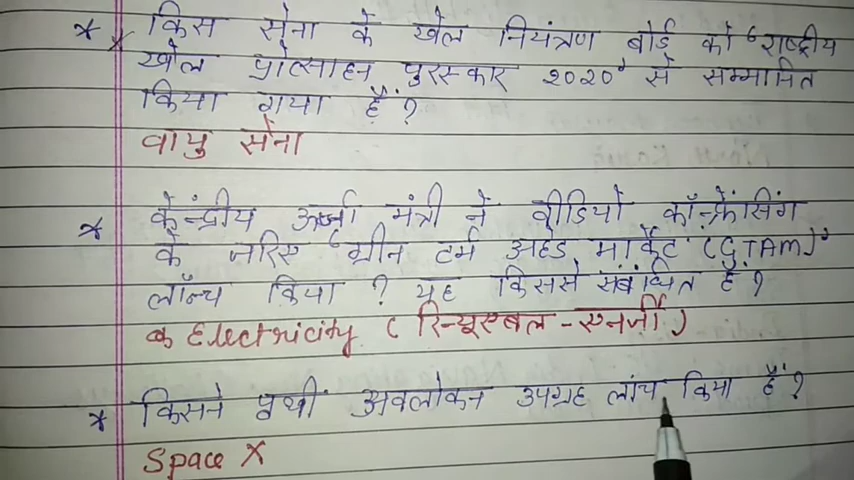 * किस सेना के खेल नियंत्रण बोर्ड को 'राष्ट्रीय
खेल प्रोत्साहन पुरस्कार २०२०' से सम्मानित
किया गया है?
वायु सेना
* केन्द्रीय ऊर्जा मंत्री ने वीडियो कॉन्फ्रेंसिंग
के जरिए 'ग्रीन टर्म अहेड मार्केट (GTAM)'
लॉन्च किया ? यह किससे संबंधित है?
Electricity (रिन्यूएबल-एनर्जी)
* किसने पृथ्वी अवलोकन उपग्रह लांच किया है?
Space X